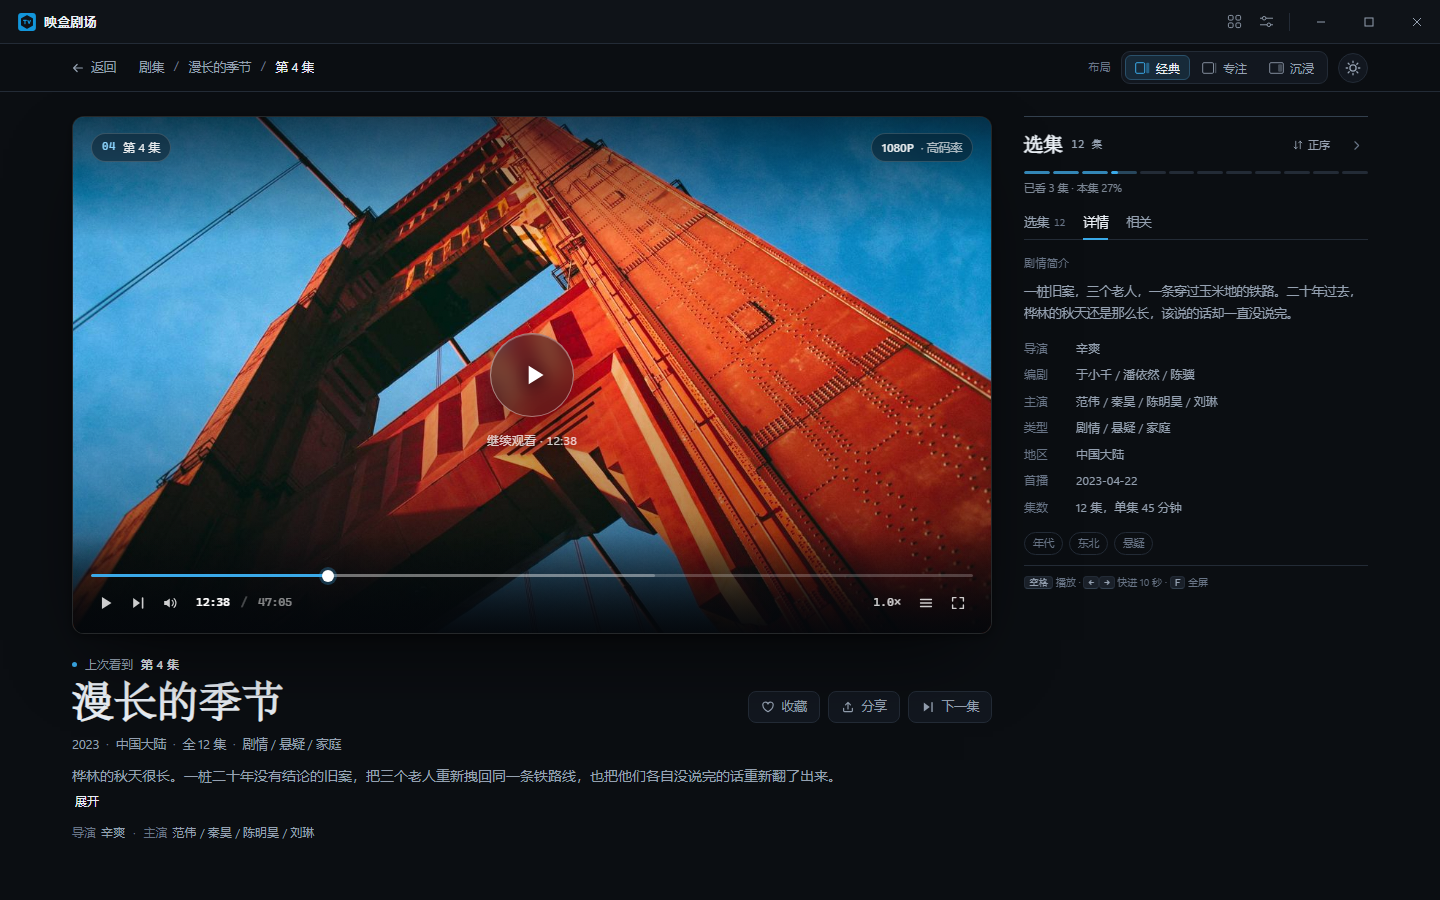 映盒剧场
返回 剧集 / 漫长的季节 / 第 4 集
布局 经典 专注 沉浸
04 第 4 集
1080P · 高码率
继续观看 · 12:38
12:38 / 47:05
1.0×
上次看到 第 4 集
漫长的季节
收藏 分享 下一集
2023 · 中国大陆 · 全 12 集 · 剧情 / 悬疑 / 家庭
桦林的秋天很长。一桩二十年没有结论的旧案，把三个老人重新拽回同一条铁路线，也把他们各自没说完的话重新翻了出来。
展开
导演 辛爽 · 主演 范伟 / 秦昊 / 陈明昊 / 刘琳
选集 12 集
正序
已看 3 集 · 本集 27%
选集 12 详情 相关
剧情简介
一桩旧案，三个老人，一条穿过玉米地的铁路。二十年过去，
桦林的秋天还是那么长，该说的话却一直没说完。
导演 辛爽
编剧 于小千 / 潘依然 / 陈骥
主演 范伟 / 秦昊 / 陈明昊 / 刘琳
类型 剧情 / 悬疑 / 家庭
地区 中国大陆
首播 2023-04-22
集数 12 集，单集 45 分钟
年代 东北 悬疑
空格 播放 · ← → 快进 10 秒 · F 全屏